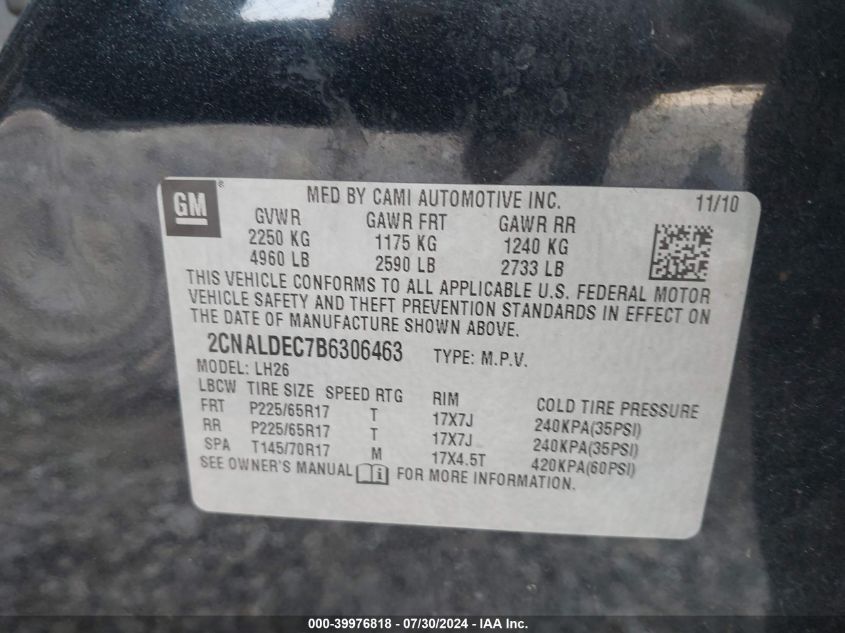 GM ® MFD BY CAMI AUTOMOTIVE INC. 11/10
GVWR GAWR FRT GAWR RR
2250 KG 1175 KG 1240 KG
4960 LB 2590 LB 2733 LB
THIS VEHICLE CONFORMS TO ALL APPLICABLE U.S. FEDERAL MOTOR
VEHICLE SAFETY AND THEFT PREVENTION STANDARDS IN EFFECT ON
THE DATE OF MANUFACTURE SHOWN ABOVE.
2CNALDEC7B6306463 TYPE: M.P.V.
MODEL: LH26
LBCW TIRE SIZE SPEED RTG RIM COLD TIRE PRESSURE
FRT P225/65R17 T 17X7J 240KPA(35PSI)
RR P225/65R17 T 17X7J 240KPA(35PSI)
SPA T145/70R17 M 17X4.5T 420KPA(60PSI)
SEE OWNER'S MANUAL i FOR MORE INFORMATION.
000-39976818 / 07/30/2024 - IAA Inc.